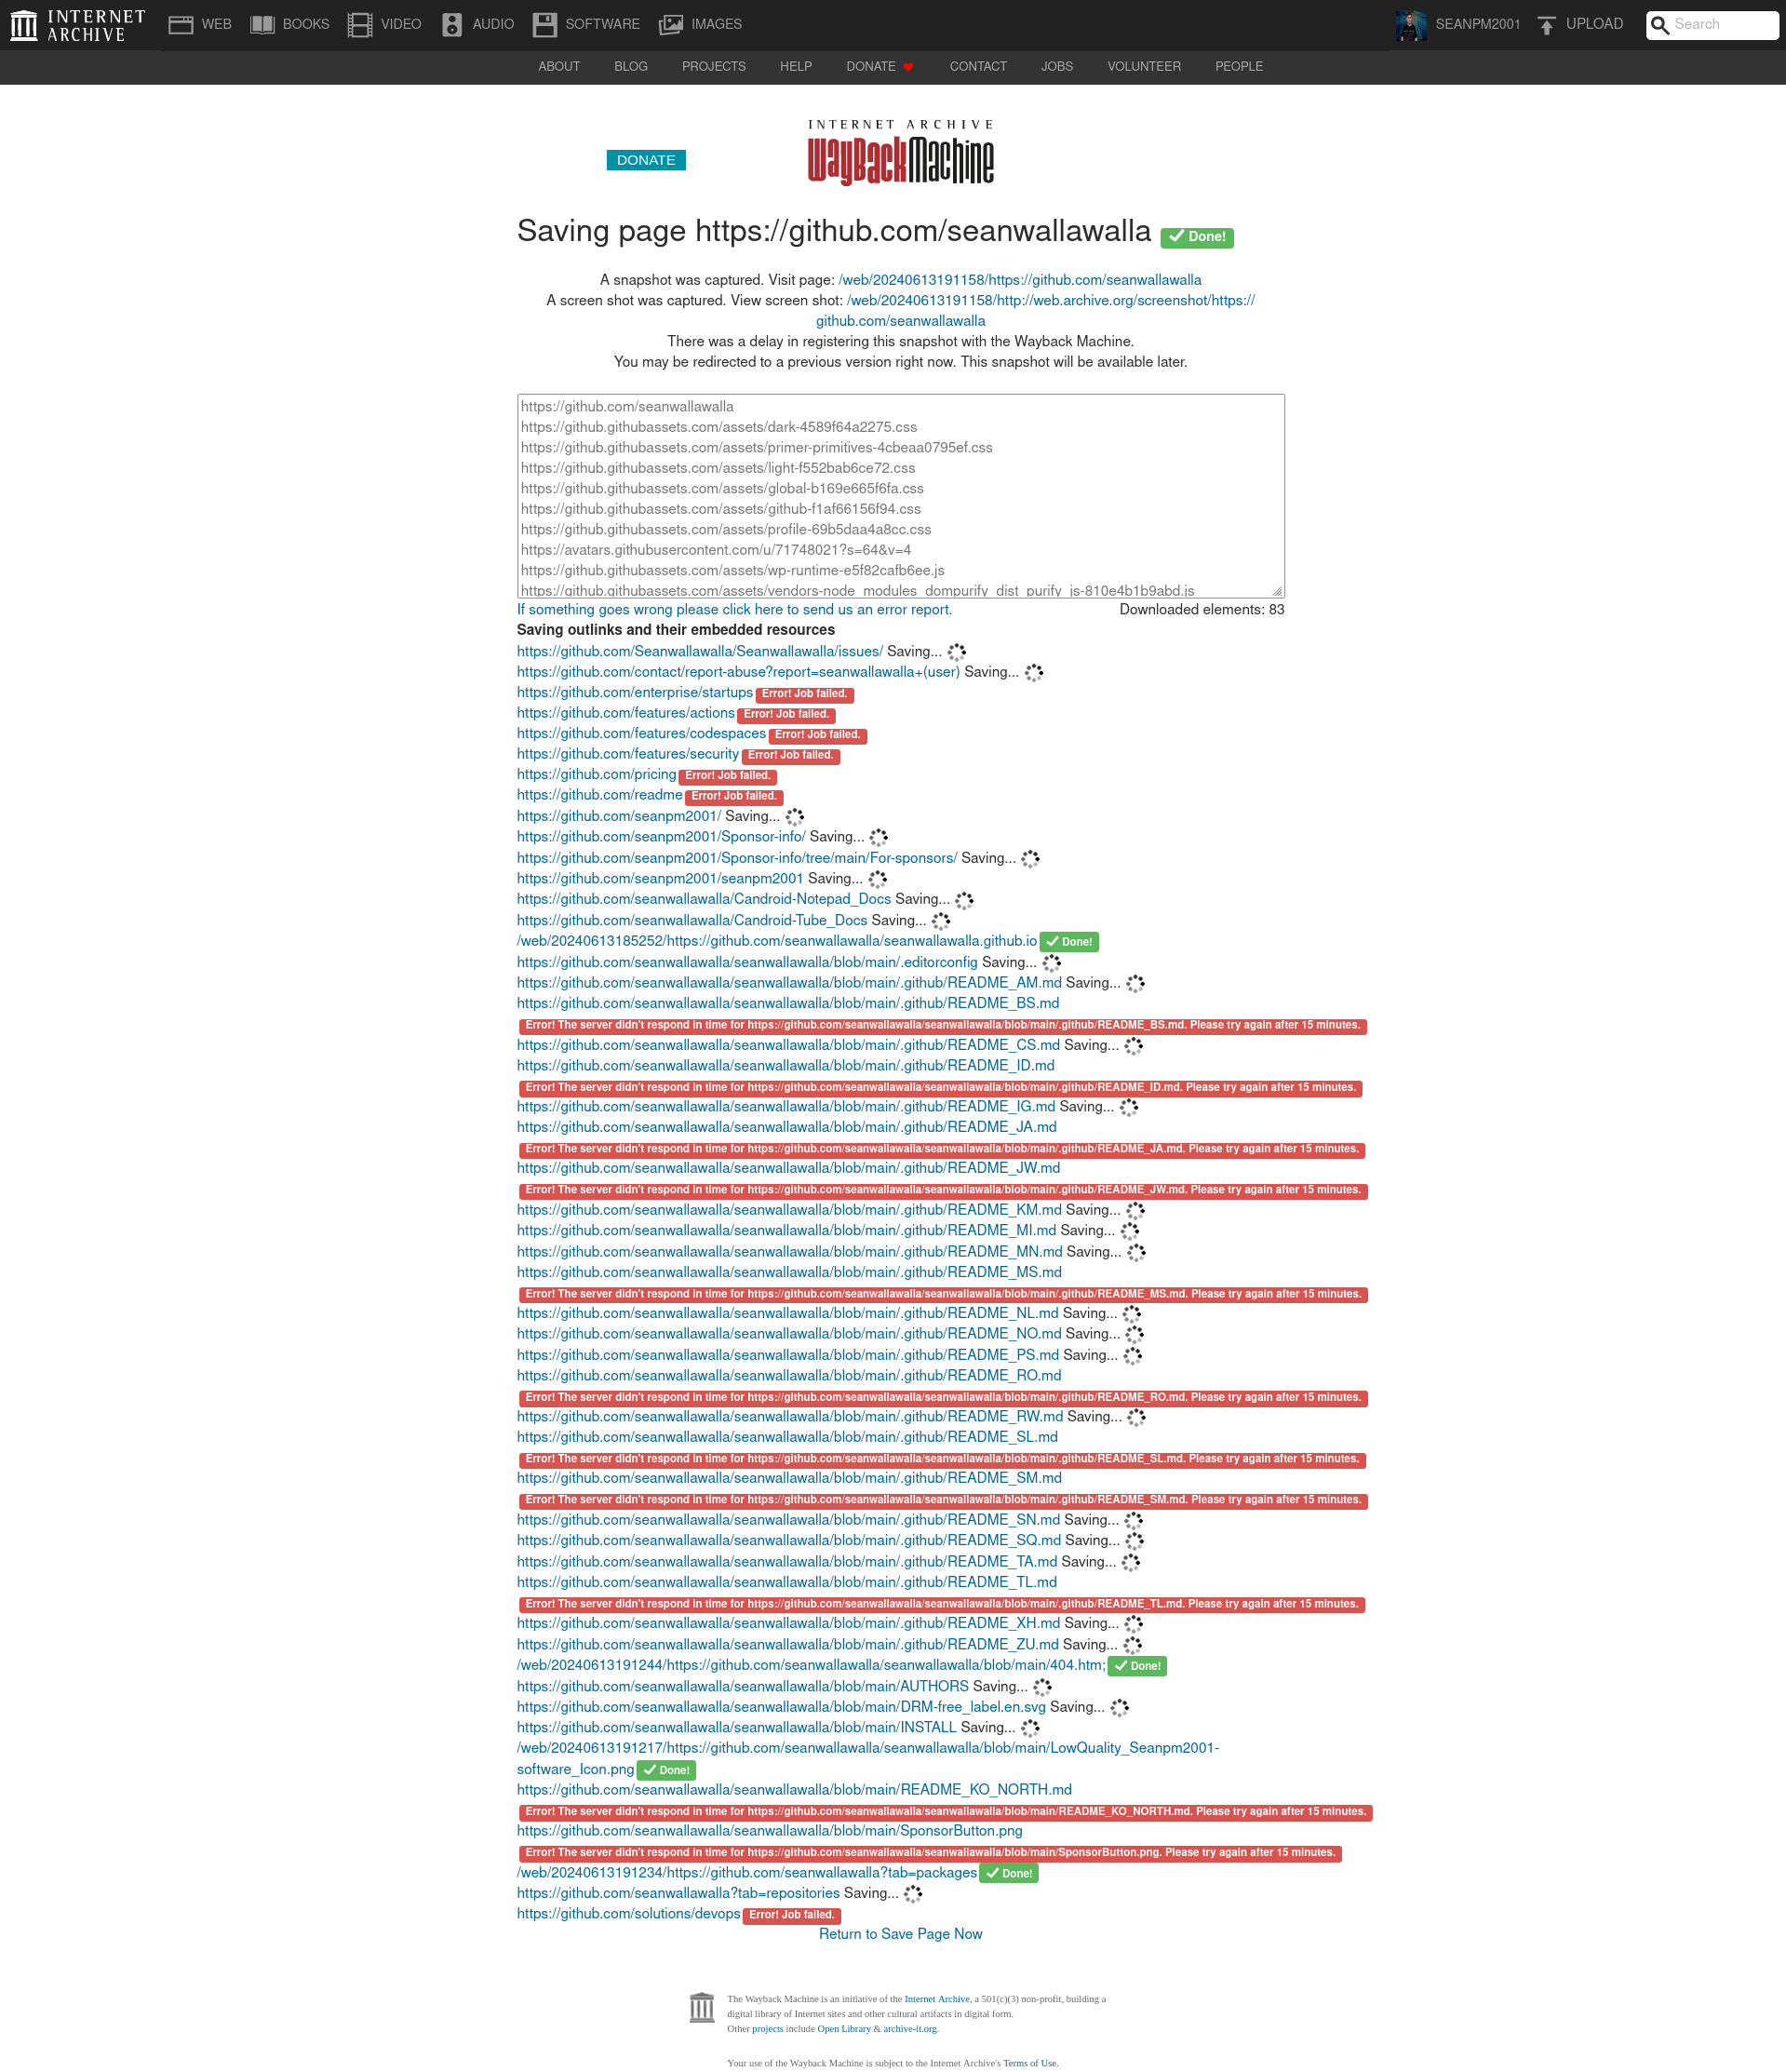 INTERNET ARCHIVE
WEB BOOKS VIDEO AUDIO SOFTWARE IMAGES SEANPM2001 UPLOAD Search
ABOUT BLOG PROJECTS HELP DONATE CONTACT JOBS VOLUNTEER PEOPLE
INTERNET ARCHIVE
DONATE WayBackMachine
Saving page https://github.com/seanwallawalla Done!
A snapshot was captured. Visit page: /web/20240613191158/https://github.com/seanwallawalla
A screen shot was captured. View screen shot: /web/20240613191158/http://web.archive.org/screenshot/https://
github.com/seanwallawalla
There was a delay in registering this snapshot with the Wayback Machine.
You may be redirected to a previous version right now. This snapshot will be available later.
https://github.com/seanwallawalla
https://github.githubassets.com/assets/dark-4589f64a2275.css
https://github.githubassets.com/assets/primer-primitives-4cbeaa0795ef.css
https://github.githubassets.com/assets/light-f552bab6ce72.css
https://github.githubassets.com/assets/global-b169e665f6fa.css
https://github.githubassets.com/assets/github-f1af66156f94.css
https://github.githubassets.com/assets/profile-69b5daa4a8cc.css
https://avatars.githubusercontent.com/u/71748021?s=64&v=4
https://github.githubassets.com/assets/wp-runtime-e5f82cafb6ee.js
https://github.githubassets.com/assets/vendors-node_modules_dompurify_dist_purify_js-810e4b1b9abd.js
If something goes wrong please click here to send us an error report. Downloaded elements: 83
Saving outlinks and their embedded resources
https://github.com/Seanwallawalla/Seanwallawalla/issues/ Saving...
https://github.com/contact/report-abuse?report=seanwallawalla+(user) Saving...
https://github.com/enterprise/startups Error! Job failed.
https://github.com/features/actions Error! Job failed.
https://github.com/features/codespaces Error! Job failed.
https://github.com/features/security Error! Job failed.
https://github.com/pricing Error! Job failed.
https://github.com/readme Error! Job failed.
https://github.com/seanpm2001/ Saving...
https://github.com/seanpm2001/Sponsor-info/ Saving...
https://github.com/seanpm2001/Sponsor-info/tree/main/For-sponsors/ Saving...
https://github.com/seanpm2001/seanpm2001 Saving...
https://github.com/seanwallawalla/Candroid-Notepad_Docs Saving...
https://github.com/seanwallawalla/Candroid-Tube_Docs Saving...
/web/20240613185252/https://github.com/seanwallawalla/seanwallawalla.github.io Done!
https://github.com/seanwallawalla/seanwallawalla/blob/main/.editorconfig Saving...
https://github.com/seanwallawalla/seanwallawalla/blob/main/.github/README_AM.md Saving...
https://github.com/seanwallawalla/seanwallawalla/blob/main/.github/README_BS.md
Error! The server didn't respond in time for https://github.com/seanwallawalla/seanwallawalla/blob/main/.github/README_BS.md. Please try again after 15 minutes.
https://github.com/seanwallawalla/seanwallawalla/blob/main/.github/README_CS.md Saving...
https://github.com/seanwallawalla/seanwallawalla/blob/main/.github/README_ID.md
Error! The server didn't respond in time for https://github.com/seanwallawalla/seanwallawalla/blob/main/.github/README_ID.md. Please try again after 15 minutes.
https://github.com/seanwallawalla/seanwallawalla/blob/main/.github/README_IG.md Saving...
https://github.com/seanwallawalla/seanwallawalla/blob/main/.github/README_JA.md
Error! The server didn't respond in time for https://github.com/seanwallawalla/seanwallawalla/blob/main/.github/README_JA.md. Please try again after 15 minutes.
https://github.com/seanwallawalla/seanwallawalla/blob/main/.github/README_JW.md
Error! The server didn't respond in time for https://github.com/seanwallawalla/seanwallawalla/blob/main/.github/README_JW.md. Please try again after 15 minutes.
https://github.com/seanwallawalla/seanwallawalla/blob/main/.github/README_KM.md Saving...
https://github.com/seanwallawalla/seanwallawalla/blob/main/.github/README_MI.md Saving...
https://github.com/seanwallawalla/seanwallawalla/blob/main/.github/README_MN.md Saving...
https://github.com/seanwallawalla/seanwallawalla/blob/main/.github/README_MS.md
Error! The server didn't respond in time for https://github.com/seanwallawalla/seanwallawalla/blob/main/.github/README_MS.md. Please try again after 15 minutes.
https://github.com/seanwallawalla/seanwallawalla/blob/main/.github/README_NL.md Saving...
https://github.com/seanwallawalla/seanwallawalla/blob/main/.github/README_NO.md Saving...
https://github.com/seanwallawalla/seanwallawalla/blob/main/.github/README_PS.md Saving...
https://github.com/seanwallawalla/seanwallawalla/blob/main/.github/README_RO.md
Error! The server didn't respond in time for https://github.com/seanwallawalla/seanwallawalla/blob/main/.github/README_RO.md. Please try again after 15 minutes.
https://github.com/seanwallawalla/seanwallawalla/blob/main/.github/README_RW.md Saving...
https://github.com/seanwallawalla/seanwallawalla/blob/main/.github/README_SL.md
Error! The server didn't respond in time for https://github.com/seanwallawalla/seanwallawalla/blob/main/.github/README_SL.md. Please try again after 15 minutes.
https://github.com/seanwallawalla/seanwallawalla/blob/main/.github/README_SM.md
Error! The server didn't respond in time for https://github.com/seanwallawalla/seanwallawalla/blob/main/.github/README_SM.md. Please try again after 15 minutes.
https://github.com/seanwallawalla/seanwallawalla/blob/main/.github/README_SN.md Saving...
https://github.com/seanwallawalla/seanwallawalla/blob/main/.github/README_SQ.md Saving...
https://github.com/seanwallawalla/seanwallawalla/blob/main/.github/README_TA.md Saving...
https://github.com/seanwallawalla/seanwallawalla/blob/main/.github/README_TL.md
Error! The server didn't respond in time for https://github.com/seanwallawalla/seanwallawalla/blob/main/.github/README_TL.md. Please try again after 15 minutes.
https://github.com/seanwallawalla/seanwallawalla/blob/main/.github/README_XH.md Saving...
https://github.com/seanwallawalla/seanwallawalla/blob/main/.github/README_ZU.md Saving...
/web/20240613191244/https://github.com/seanwallawalla/seanwallawalla/blob/main/404.htm; Done!
https://github.com/seanwallawalla/seanwallawalla/blob/main/AUTHORS Saving...
https://github.com/seanwallawalla/seanwallawalla/blob/main/DRM-free_label.en.svg Saving...
https://github.com/seanwallawalla/seanwallawalla/blob/main/INSTALL Saving...
/web/20240613191217/https://github.com/seanwallawalla/seanwallawalla/blob/main/LowQuality_Seanpm2001-
software_Icon.png Done!
https://github.com/seanwallawalla/seanwallawalla/blob/main/README_KO_NORTH.md
Error! The server didn't respond in time for https://github.com/seanwallawalla/seanwallawalla/blob/main/README_KO_NORTH.md. Please try again after 15 minutes.
https://github.com/seanwallawalla/seanwallawalla/blob/main/SponsorButton.png
Error! The server didn't respond in time for https://github.com/seanwallawalla/seanwallawalla/blob/main/SponsorButton.png. Please try again after 15 minutes.
/web/20240613191234/https://github.com/seanwallawalla?tab=packages Done!
https://github.com/seanwallawalla?tab=repositories Saving...
https://github.com/solutions/devops Error! Job failed.
Return to Save Page Now
The Wayback Machine is an initiative of the Internet Archive, a 501(c)(3) non-profit, building a
digital library of Internet sites and other cultural artifacts in digital form.
Other projects include Open Library & archive-it.org.
Your use of the Wayback Machine is subject to the Internet Archive's Terms of Use.